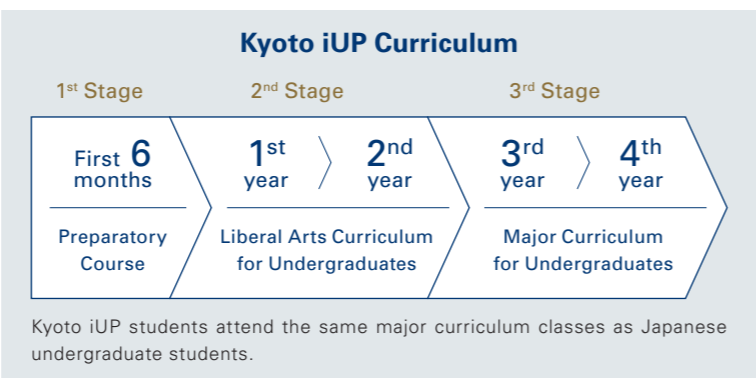 Kyoto iUP Curriculum
1st Stage
2nd Stage
3rd Stage
First 6
months
Preparatory
Course
1st
year
2nd
year
Liberal Arts Curriculum
for Undergraduates
3rd
year
4th
year
Major Curriculum
for Undergraduates
Kyoto iUP students attend the same major curriculum classes as Japanese
undergraduate students.